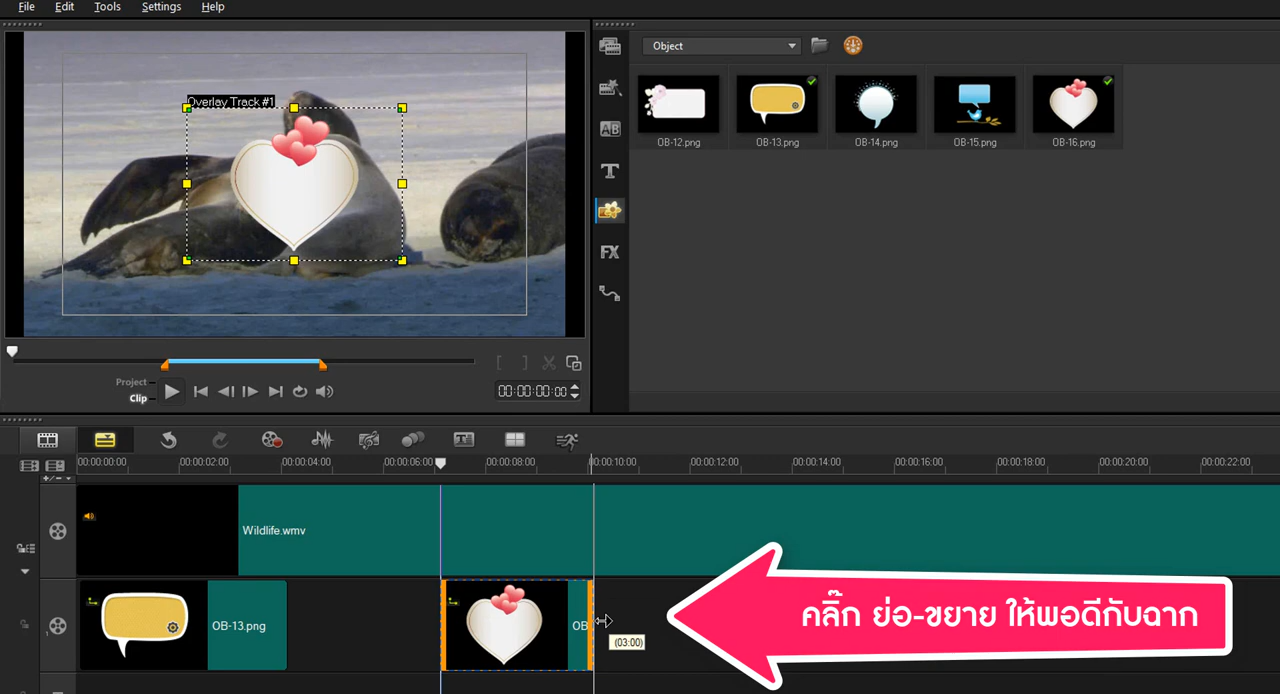 File Edit Tools Settings Help
Overlay Track #1
Object
OB-12.png OB-13.png OB-14.png OB-15.png OB-16.png
AB
T
FX
Project
Clip
00:00:00:00
00:00:00:00 00:00:02:00 00:00:04:00 00:00:06:00 00:00:08:00 00:00:10:00 00:00:12:00 00:00:14:00 00:00:16:00 00:00:18:00 00:00:20:00 00:00:22:00
Wildlife.wmv
OB-13.png
OB
(03:00)
คลิ๊ก ย่อ-ขยาย ให้พอดีกับฉาก
1